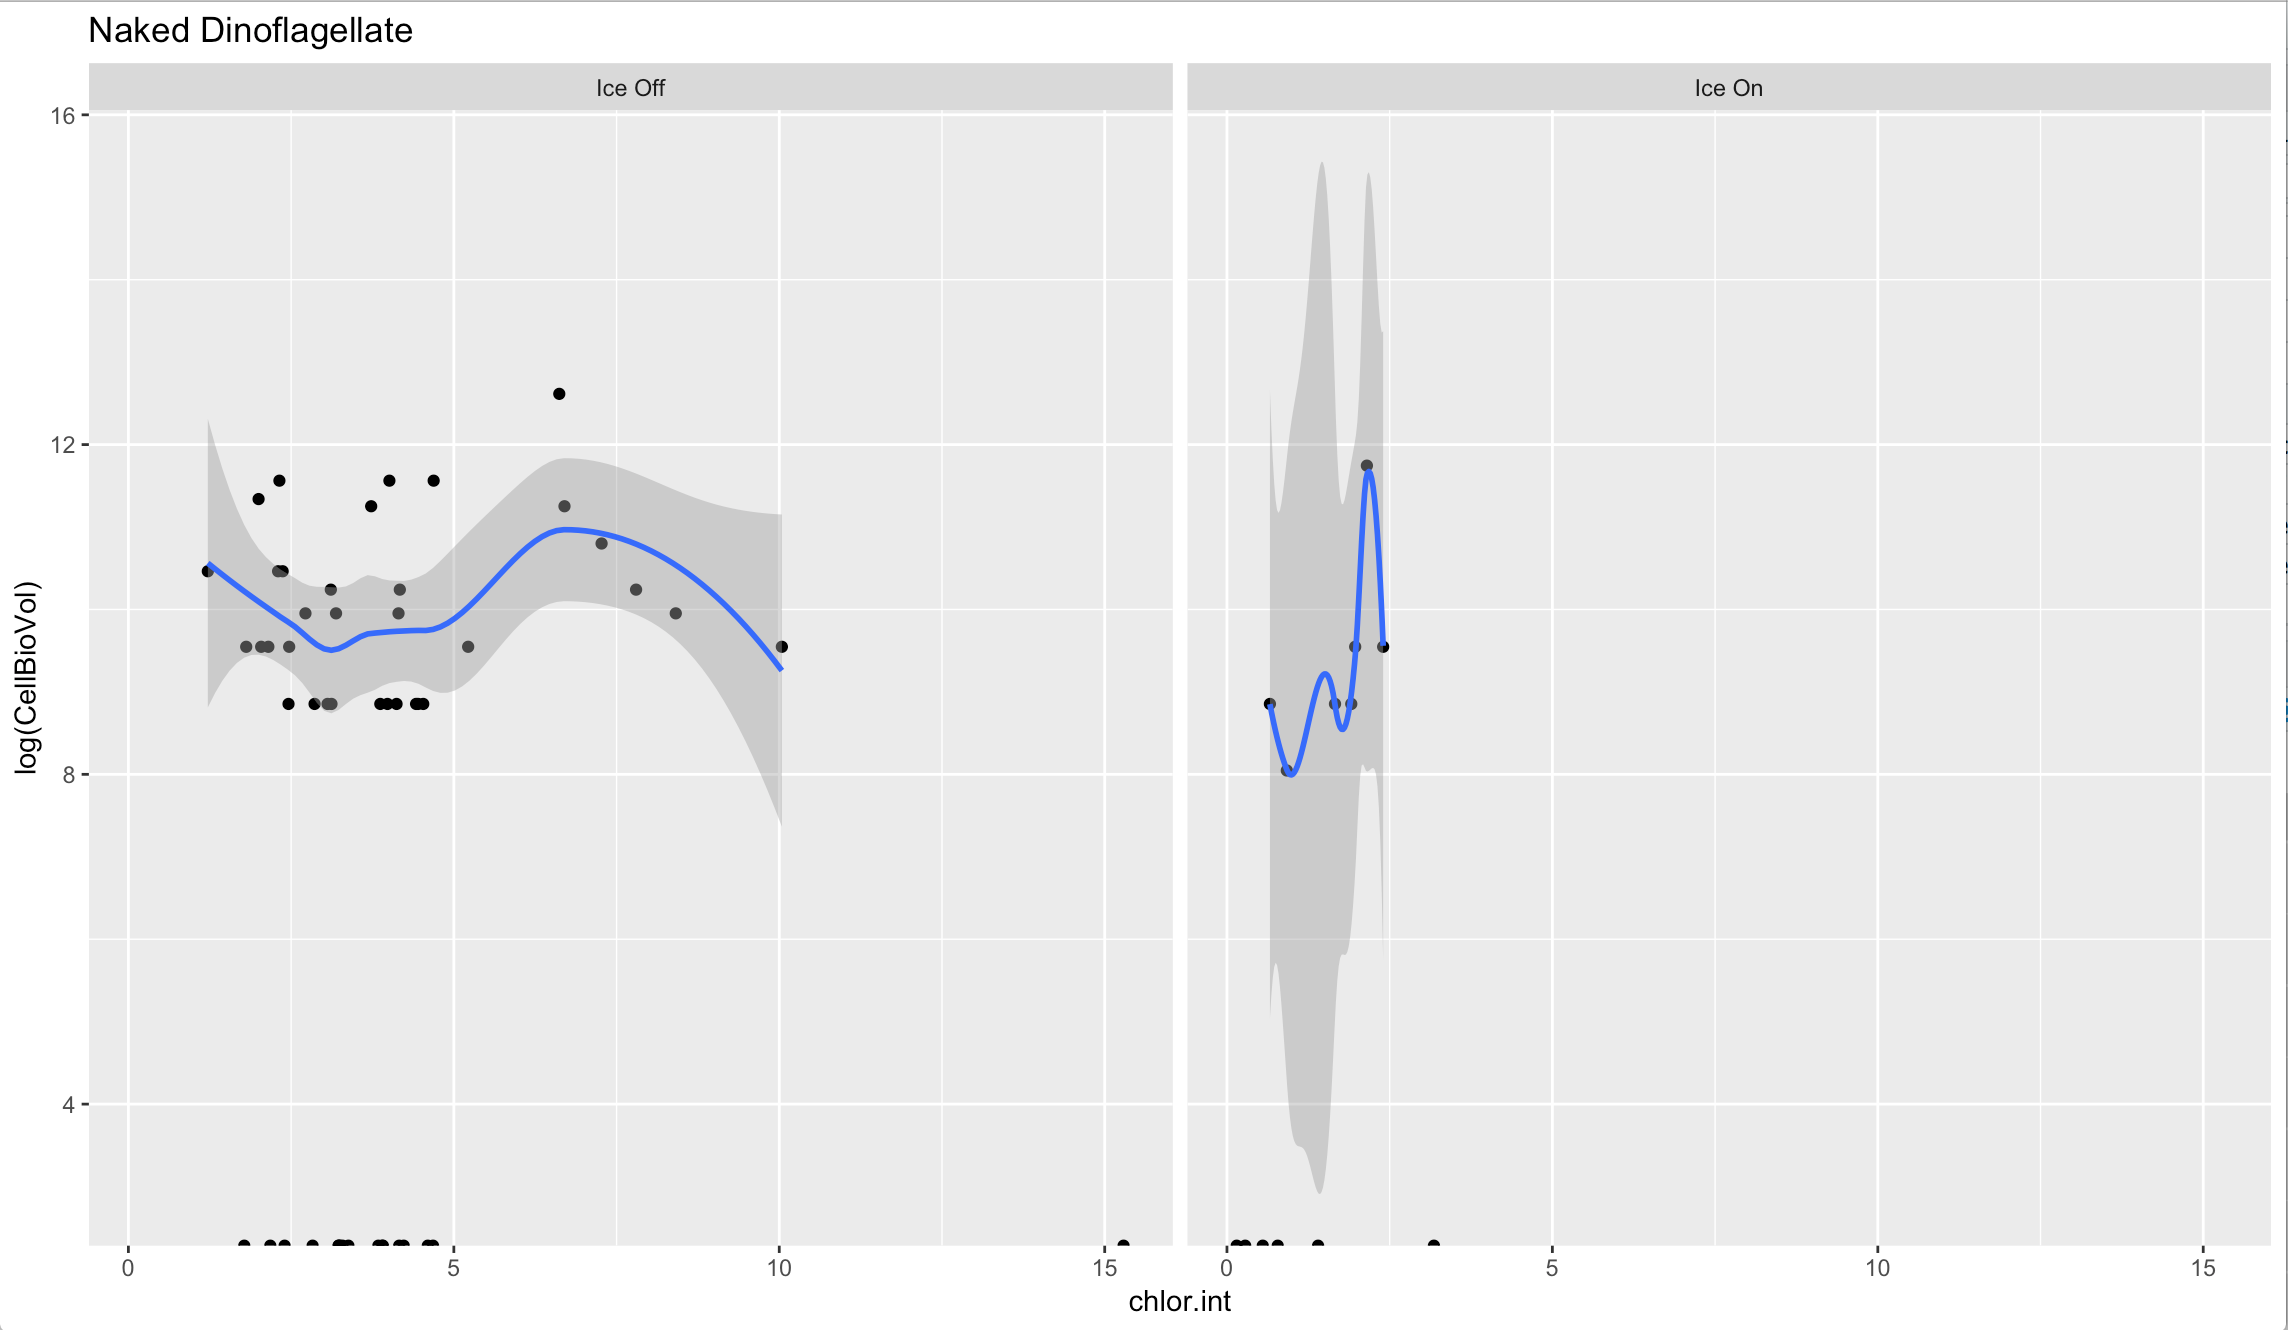 Naked Dinoflagellate
Ice Off
Ice On
16
12
8
4
log(CellBioVol)
0 5 10 15 0 5 10 15
chlor.int